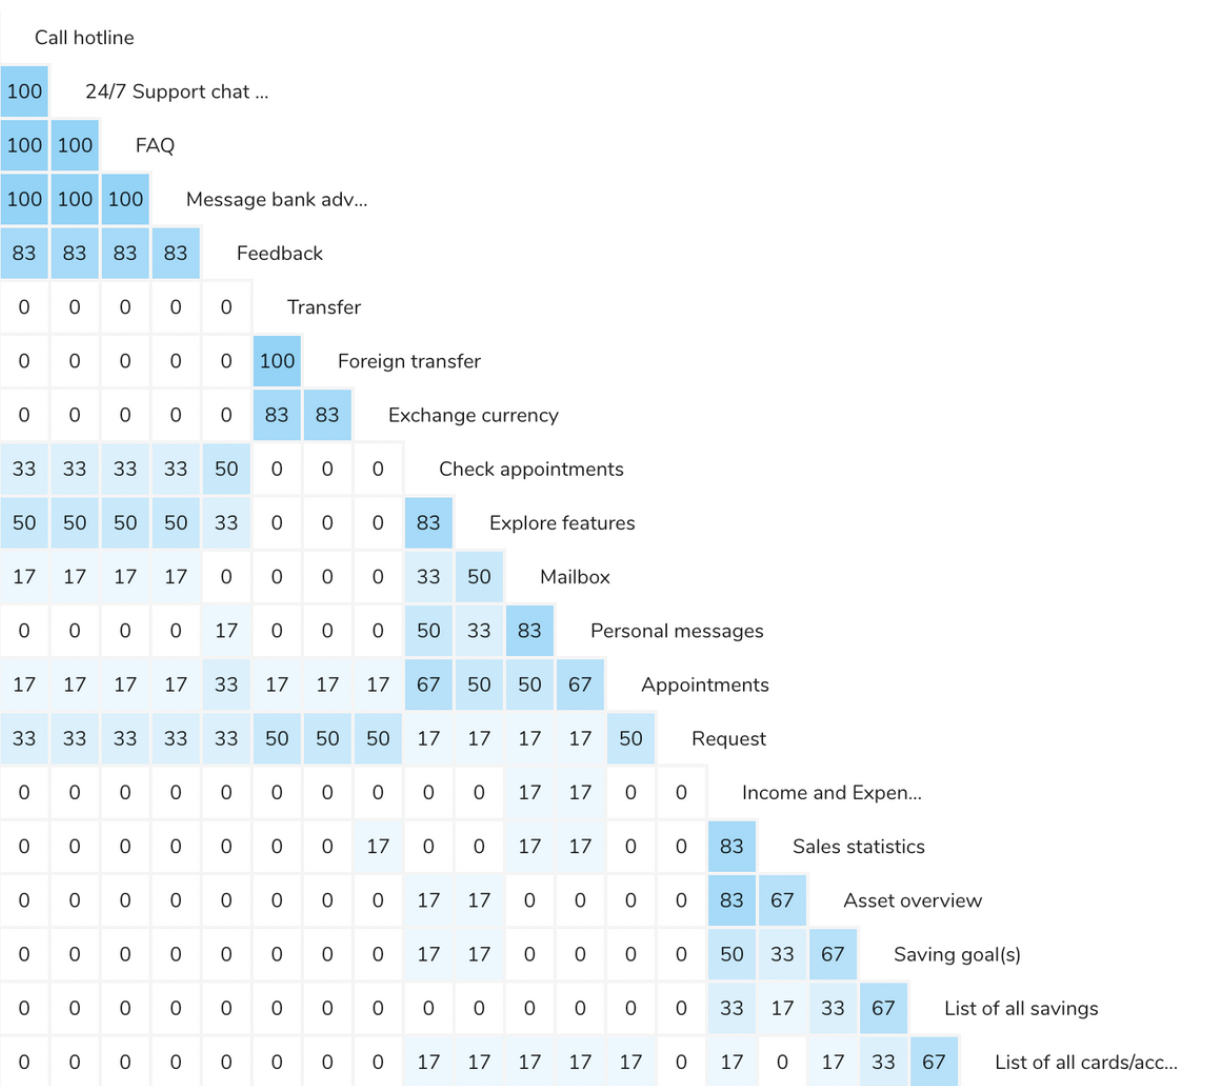 Call hotline
100 24/7 Support chat ...
100 100 FAQ
100 100 100 Message bank adv...
83 83 83 83 Feedback
0 0 0 0 0 Transfer
0 0 0 0 0 100 Foreign transfer
0 0 0 0 0 83 83 Exchange currency
33 33 33 33 50 0 0 0 Check appointments
50 50 50 50 33 0 0 0 83 Explore features
17 17 17 17 0 0 0 0 33 50 Mailbox
0 0 0 0 17 0 0 0 50 33 83 Personal messages
17 17 17 17 33 17 17 17 67 50 50 67 Appointments
33 33 33 33 33 50 50 50 17 17 17 17 50 Request
0 0 0 0 0 0 0 0 0 0 17 17 0 0 Income and Expen...
0 0 0 0 0 0 0 17 0 0 17 17 0 0 83 Sales statistics
0 0 0 0 0 0 0 0 17 17 0 0 0 0 83 67 Asset overview
0 0 0 0 0 0 0 0 17 17 0 0 0 0 50 33 67 Saving goal(s)
0 0 0 0 0 0 0 0 0 0 0 0 0 0 33 17 33 67 List of all savings
0 0 0 0 0 0 0 0 17 17 17 17 17 0 17 0 17 33 67 List of all cards/acc...